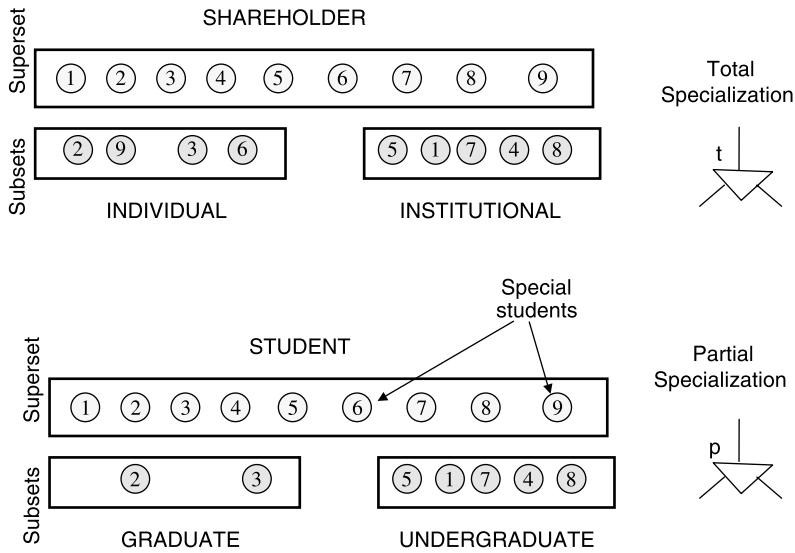 SHAREHOLDER
Superset
1 2 3 4 5 6 7 8 9
Total
Specialization
Subsets
2 9 3 6
5 1 7 4 8
t
INDIVIDUAL
INSTITUTIONAL
Special
students
STUDENT
Superset
1 2 3 4 5 6 7 8 9
Partial
Specialization
Subsets
2 3
5 1 7 4 8
p
GRADUATE
UNDERGRADUATE